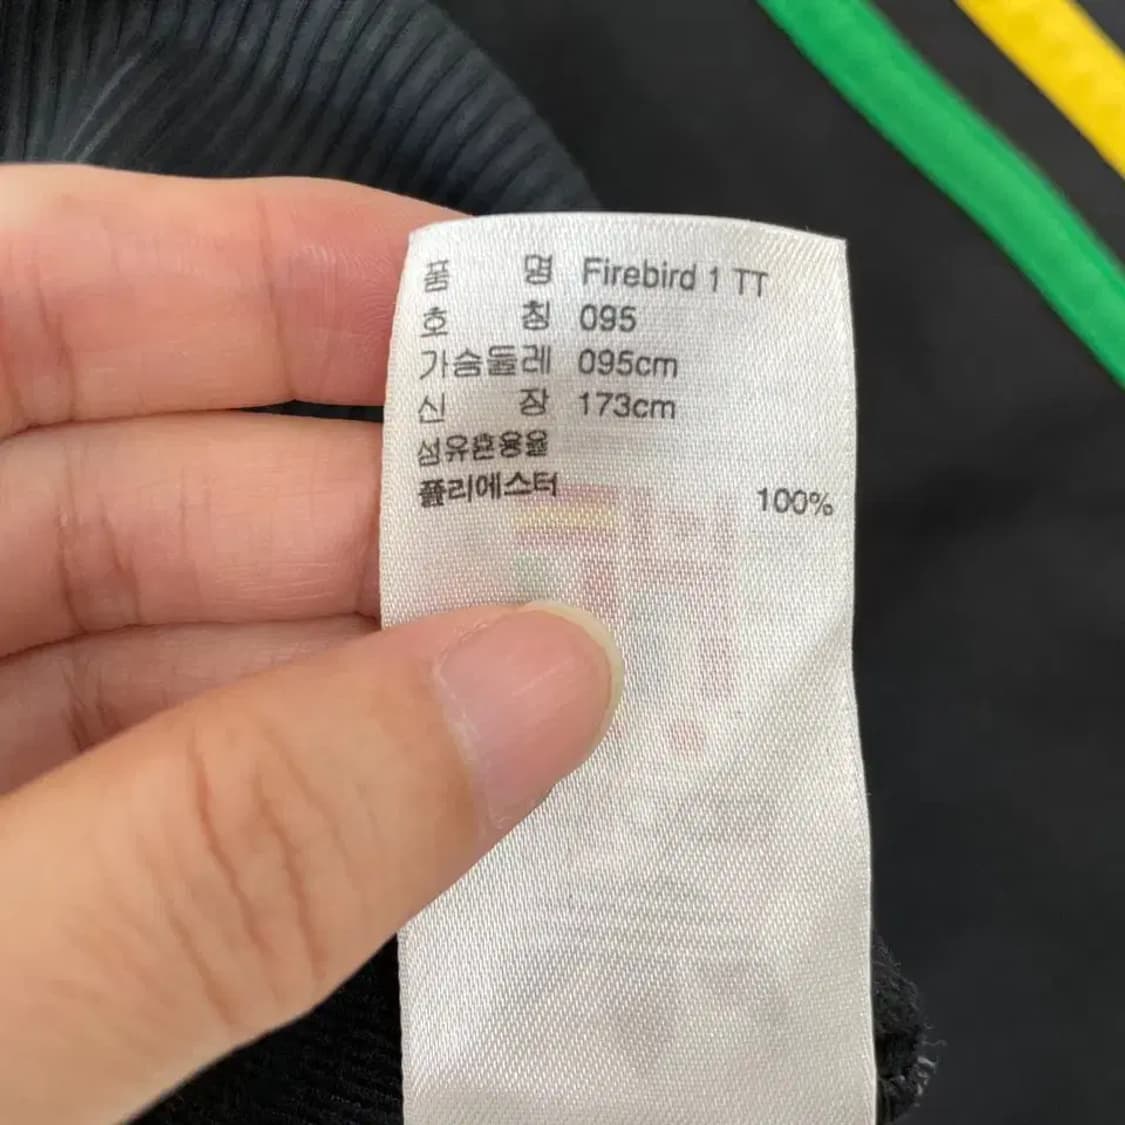 품 명 Firebird 1 TT
호 칭 095
가슴둘레 095cm
신 장 173cm
섬유혼용율
폴리에스터 100%